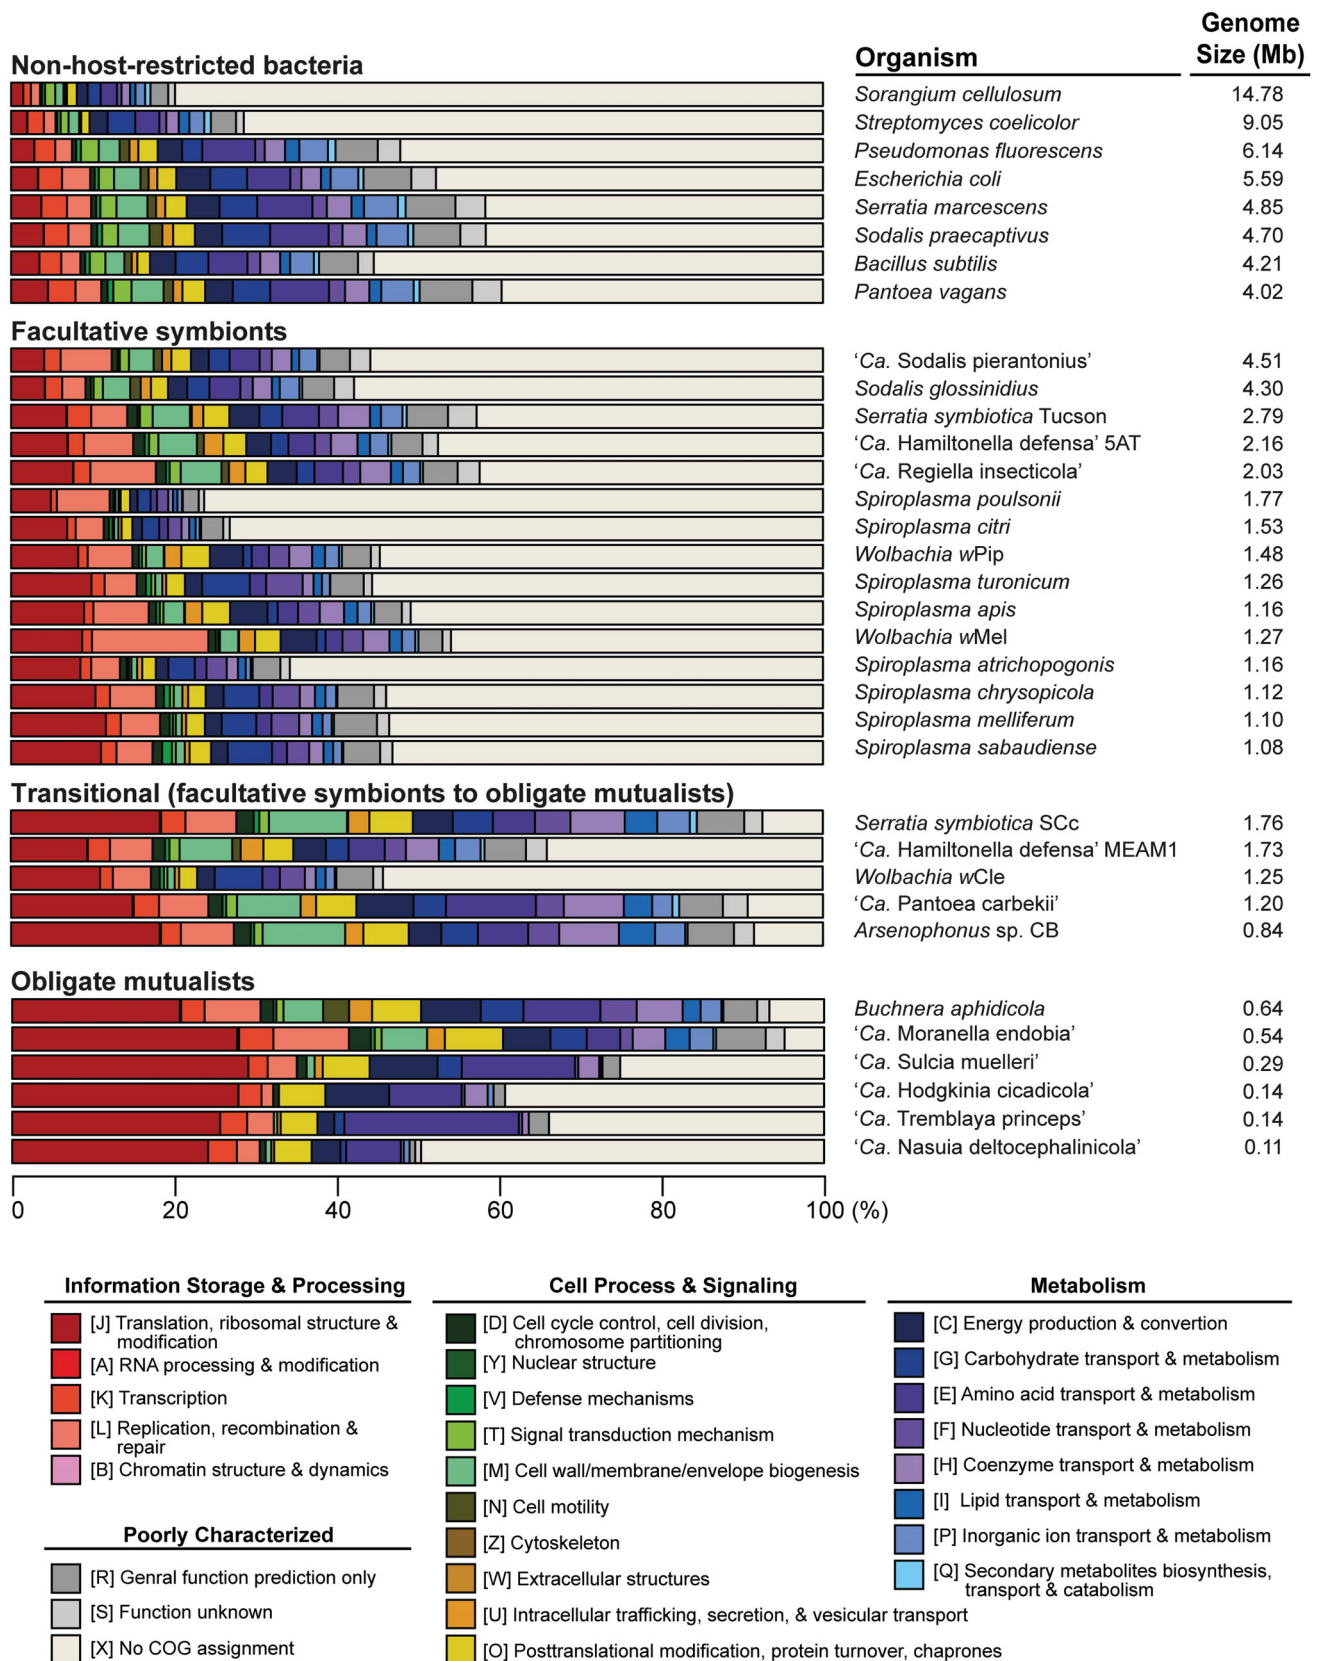 Genome
Organism Size (Mb)
Non-host-restricted bacteria
Sorangium cellulosum 14.78
Streptomyces coelicolor 9.05
Pseudomonas fluorescens 6.14
Escherichia coli 5.59
Serratia marcescens 4.85
Sodalis praecaptivus 4.70
Bacillus subtilis 4.21
Pantoea vagans 4.02
Facultative symbionts
‘Ca. Sodalis pierantonius’ 4.51
Sodalis glossinidius 4.30
Serratia symbiotica Tucson 2.79
‘Ca. Hamiltonella defensa’ 5AT 2.16
‘Ca. Regiella insecticola’ 2.03
Spiroplasma poulsonii 1.77
Spiroplasma citri 1.53
Wolbachia wPip 1.48
Spiroplasma turonicum 1.26
Spiroplasma apis 1.16
Wolbachia wMel 1.27
Spiroplasma atrichopogonis 1.16
Spiroplasma chrysopicola 1.12
Spiroplasma melliferum 1.10
Spiroplasma sabaudiense 1.08
Transitional (facultative symbionts to obligate mutualists)
Serratia symbiotica SCc 1.76
‘Ca. Hamiltonella defensa’ MEAM1 1.73
Wolbachia wCle 1.25
‘Ca. Pantoea carbekii’ 1.20
Arsenophonus sp. CB 0.84
Obligate mutualists
Buchnera aphidicola 0.64
‘Ca. Moranella endobia’ 0.54
‘Ca. Sulcia muelleri’ 0.29
‘Ca. Hodgkinia cicadicola’ 0.14
‘Ca. Tremblaya princeps’ 0.14
‘Ca. Nasuia deltocephalinicola’ 0.11
0 20 40 60 80 100 (%)
Information Storage & Processing
[J] Translation, ribosomal structure &
modification
[A] RNA processing & modification
[K] Transcription
[L] Replication, recombination &
repair
[B] Chromatin structure & dynamics
Poorly Characterized
[R] Genral function prediction only
[S] Function unknown
[X] No COG assignment
Cell Process & Signaling
[D] Cell cycle control, cell division,
chromosome partitioning
[Y] Nuclear structure
[V] Defense mechanisms
[T] Signal transduction mechanism
[M] Cell wall/membrane/envelope biogenesis
[N] Cell motility
[Z] Cytoskeleton
[W] Extracellular structures
[U] Intracellular trafficking, secretion, & vesicular transport
[O] Posttranslational modification, protein turnover, chaprones
Metabolism
[C] Energy production & convertion
[G] Carbohydrate transport & metabolism
[E] Amino acid transport & metabolism
[F] Nucleotide transport & metabolism
[H] Coenzyme transport & metabolism
[I] Lipid transport & metabolism
[P] Inorganic ion transport & metabolism
[Q] Secondary metabolites biosynthesis,
transport & catabolism